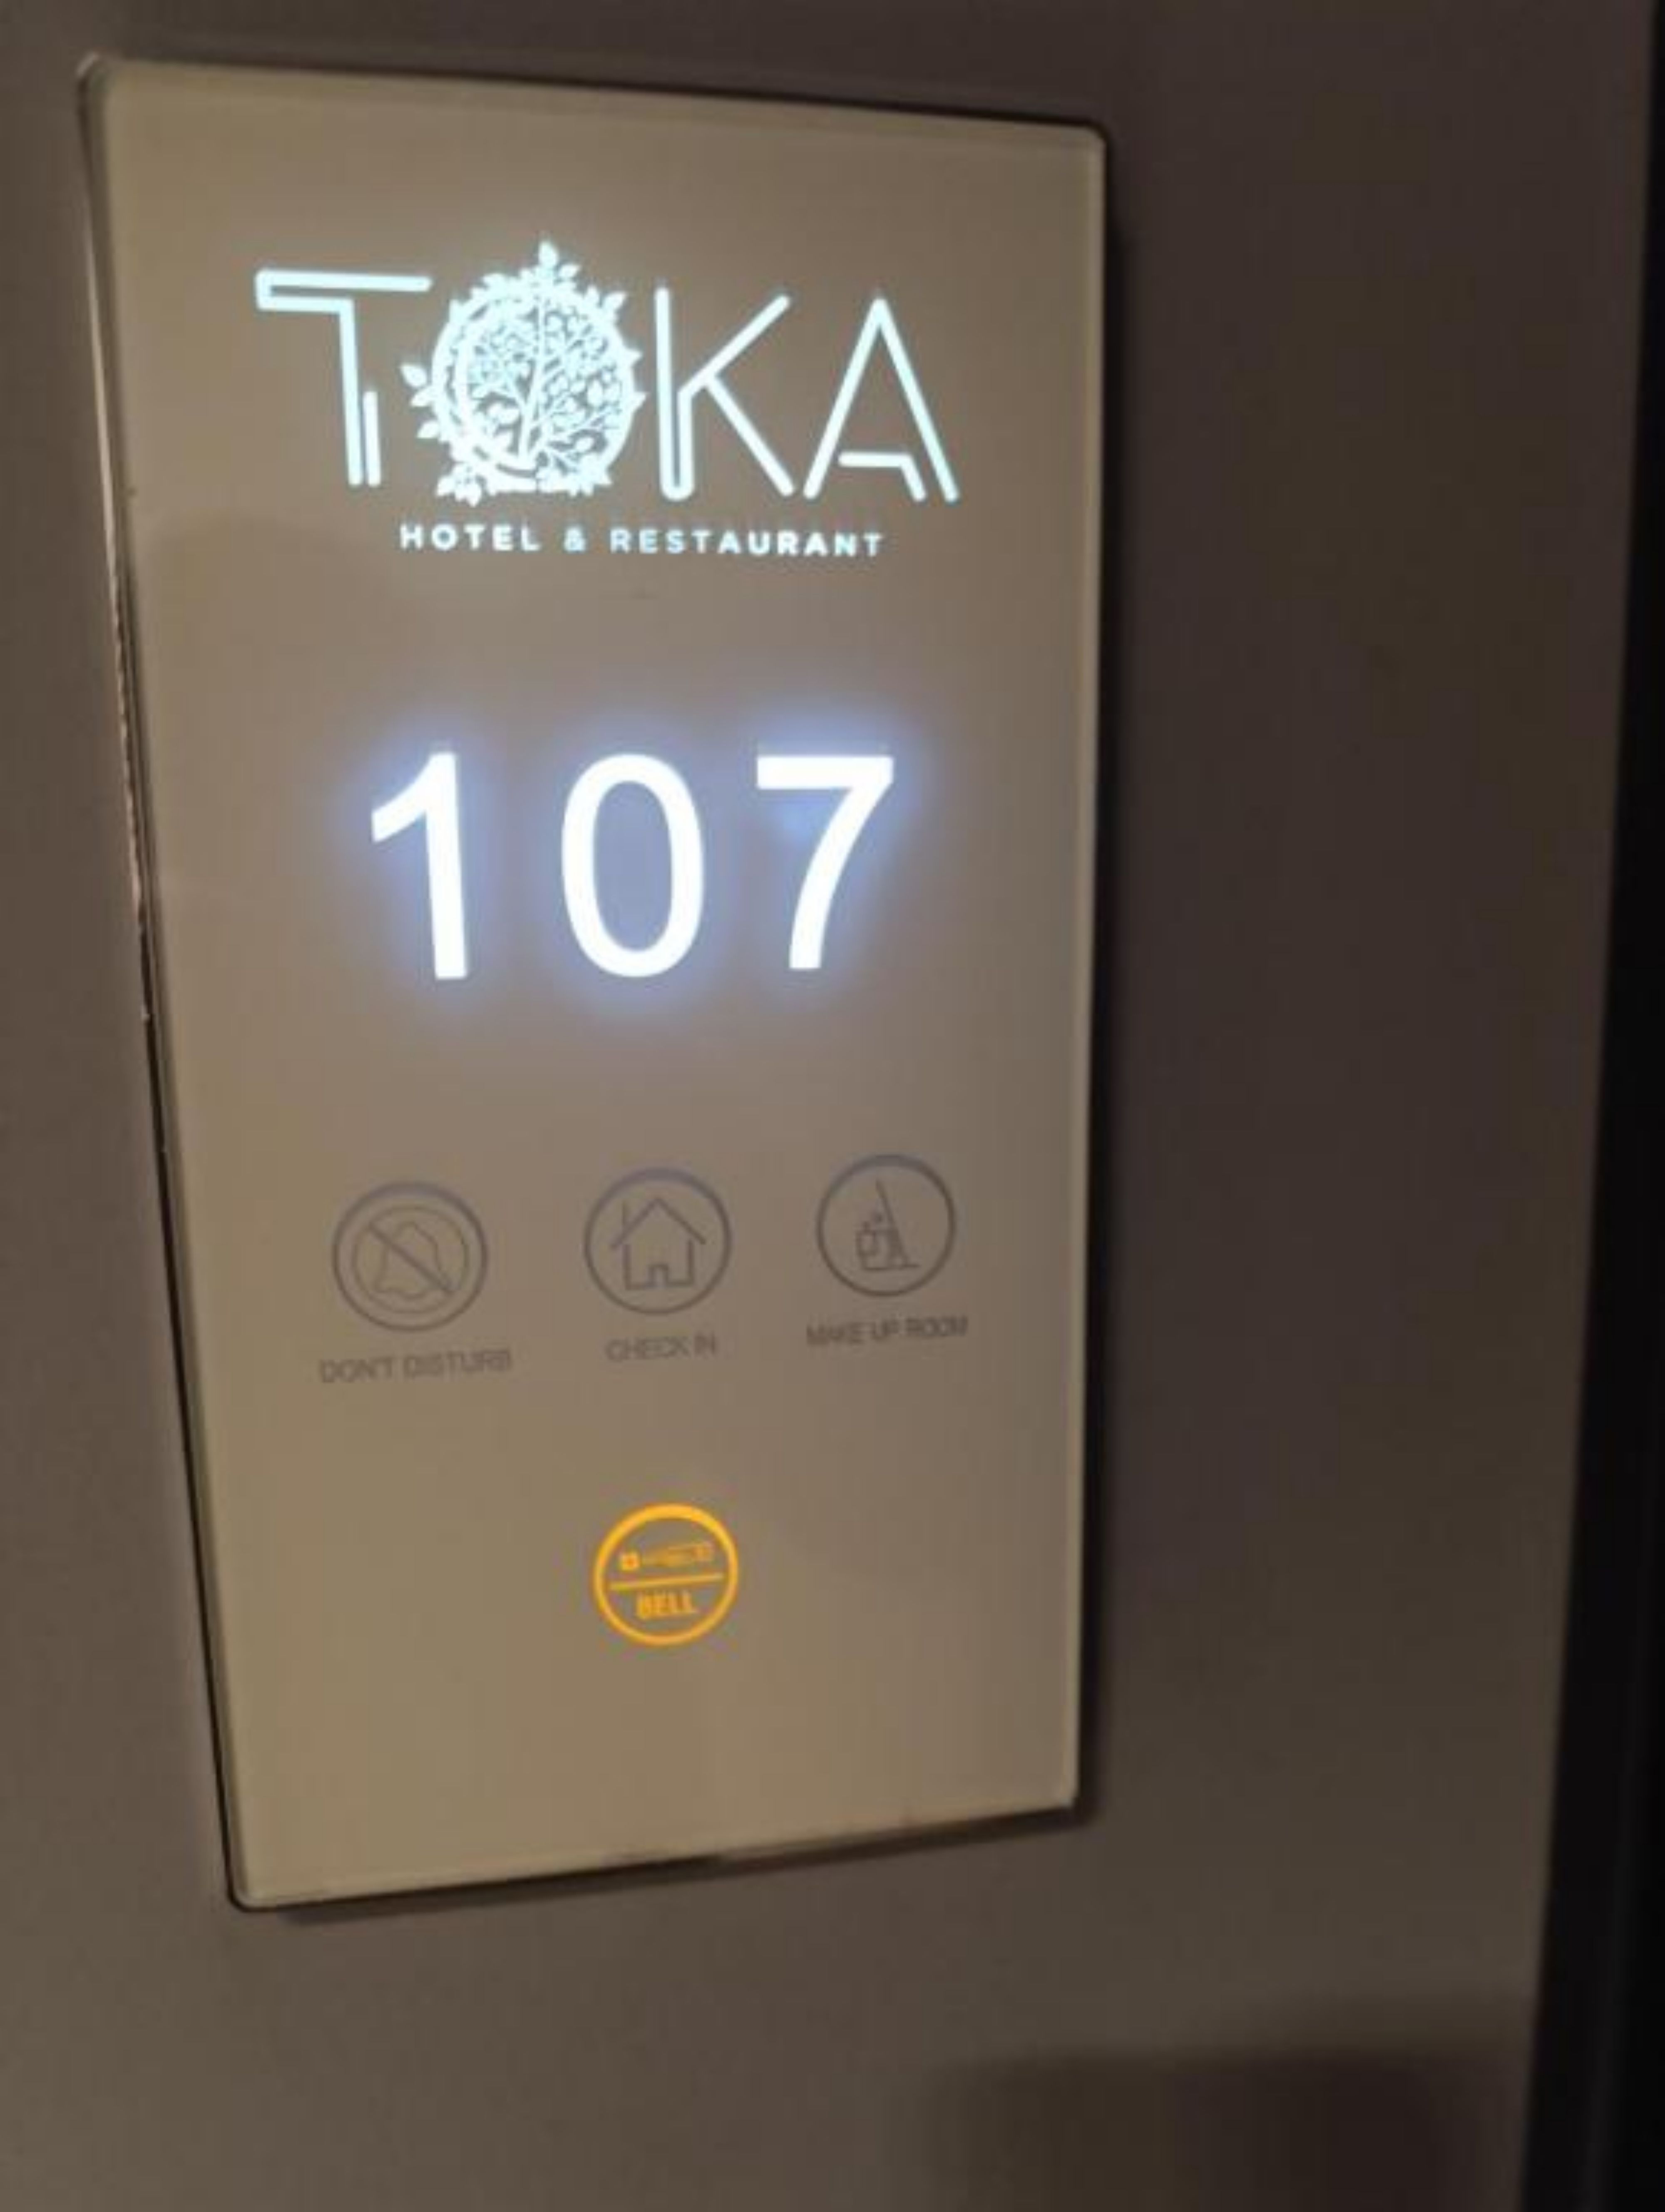 TOKA
HOTEL & RESTAURANT
107
DON'T DISTURB
CHECK IN
MAKE UP ROOM
BELL